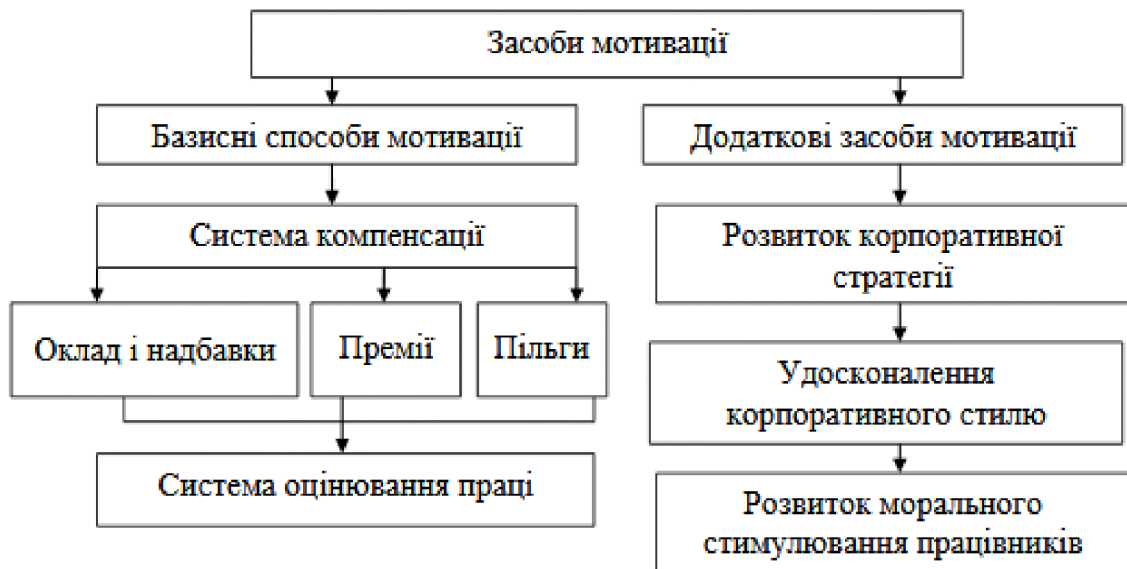 Засоби мотивації
Базисні способи мотивації
Додаткові засоби мотивації
Система компенсації
Розвиток корпоративної
стратегії
Оклад і надбавки
Премії
Пільги
Удосконалення
корпоративного стилю
Система оцінювання праці
Розвиток морального
стимулювання працівників